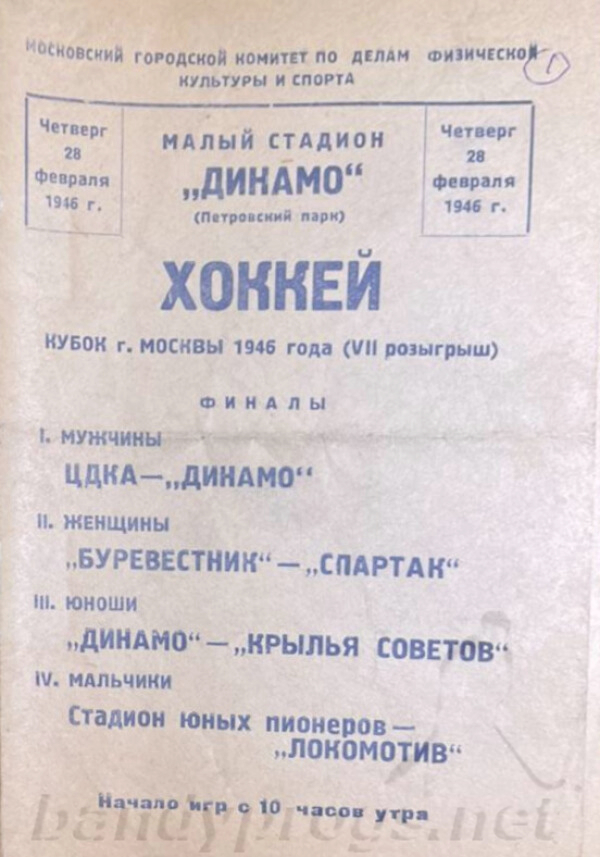 МОСКОВСКИЙ ГОРОДСКОЙ КОМИТЕТ ПО ДЕЛАМ ФИЗИЧЕСКОЙ
КУЛЬТУРЫ И СПОРТА
1
Четверг
28
февраля
1946 г.
МАЛЫЙ СТАДИОН
„ДИНАМО“
(Петровский парк)
Четверг
28
февраля
1946 г.
ХОККЕЙ
КУБОК г. МОСКВЫ 1946 года (VII розыгрыш)
ФИНАЛЫ
I. МУЖЧИНЫ
ЦДКА—„ДИНАМО“
II. ЖЕНЩИНЫ
„БУРЕВЕСТНИК“—„СПАРТАК“
III. ЮНОШИ
„ДИНАМО“—„КРЫЛЬЯ СОВЕТОВ“
IV. МАЛЬЧИКИ
Стадион юных пионеров—
„ЛОКОМОТИВ“
Начало игр с 10 часов утра
bandyprogs.net